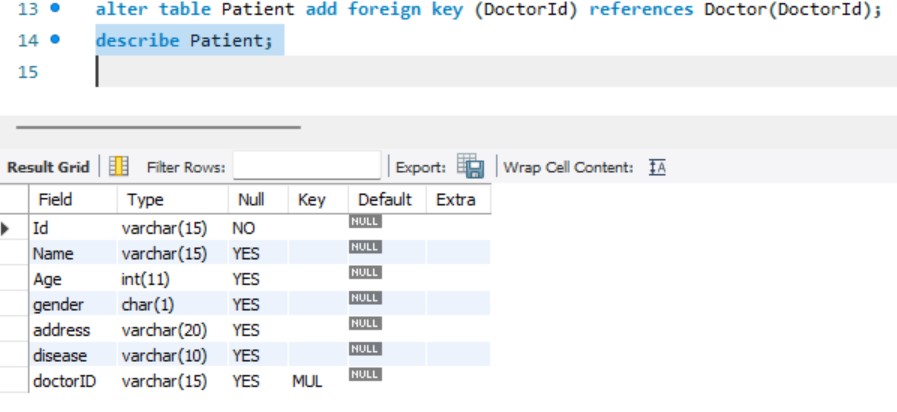 13 alter table Patient add foreign key (DoctorId) references Doctor(DoctorId);
14 describe Patient;
15
Result Grid Filter Rows: Export: Wrap Cell Content: IA
Field Type Null Key Default Extra
Id varchar(15) NO NULL
Name varchar(15) YES NULL
Age int(11) YES NULL
gender char(1) YES NULL
address varchar(20) YES NULL
disease varchar(10) YES NULL
doctorID varchar(15) YES MUL NULL